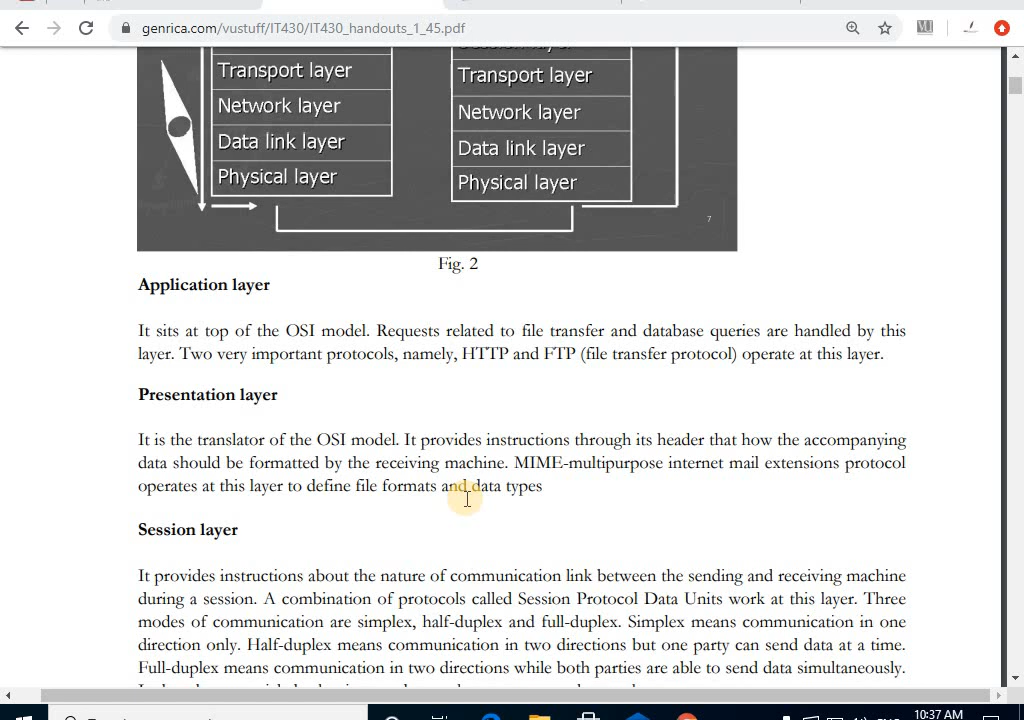 genrica.com/vustuff/IT430/IT430_handouts_1_45.pdf
Transport layer
Network layer
Data link layer
Physical layer
Transport layer
Network layer
Data link layer
Physical layer
7
Fig. 2
Application layer
It sits at top of the OSI model. Requests related to file transfer and database queries are handled by this
layer. Two very important protocols, namely, HTTP and FTP (file transfer protocol) operate at this layer.
Presentation layer
It is the translator of the OSI model. It provides instructions through its header that how the accompanying
data should be formatted by the receiving machine. MIME-multipurpose internet mail extensions protocol
operates at this layer to define file formats and data types
Session layer
It provides instructions about the nature of communication link between the sending and receiving machine
during a session. A combination of protocols called Session Protocol Data Units work at this layer. Three
modes of communication are simplex, half-duplex and full-duplex. Simplex means communication in one
direction only. Half-duplex means communication in two directions but one party can send data at a time.
Full-duplex means communication in two directions while both parties are able to send data simultaneously.
10:37 AM